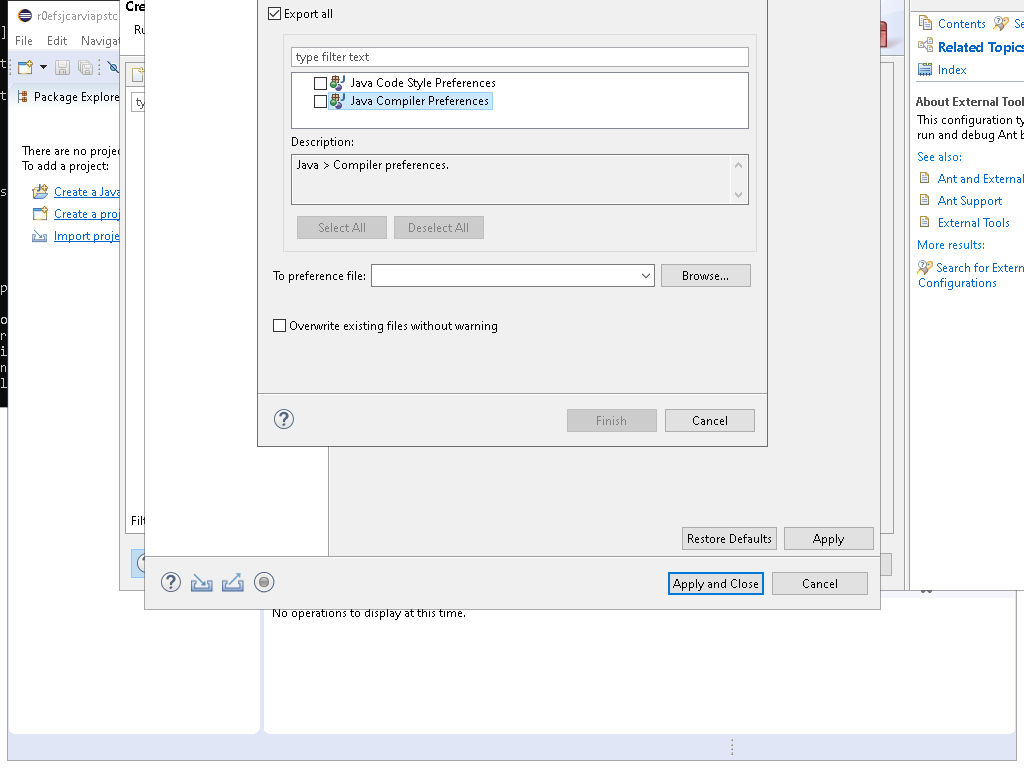 r0efsjcarviapstc
File Edit Navigat
Package Explore
There are no projec
To add a project:
Create a Java
Create a proj
Import proje
Cre
Ru
ty
Filt
Export all
type filter text
Java Code Style Preferences
Java Compiler Preferences
Description:
Java > Compiler preferences.
Select All Deselect All
To preference file: Browse...
Overwrite existing files without warning
Finish Cancel
Restore Defaults Apply
Apply and Close Cancel
No operations to display at this time.
Contents Se
Related Topics
Index
About External Tool
This configuration ty
run and debug Ant b
See also:
Ant and External
Ant Support
External Tools
More results:
Search for Extern
Configurations